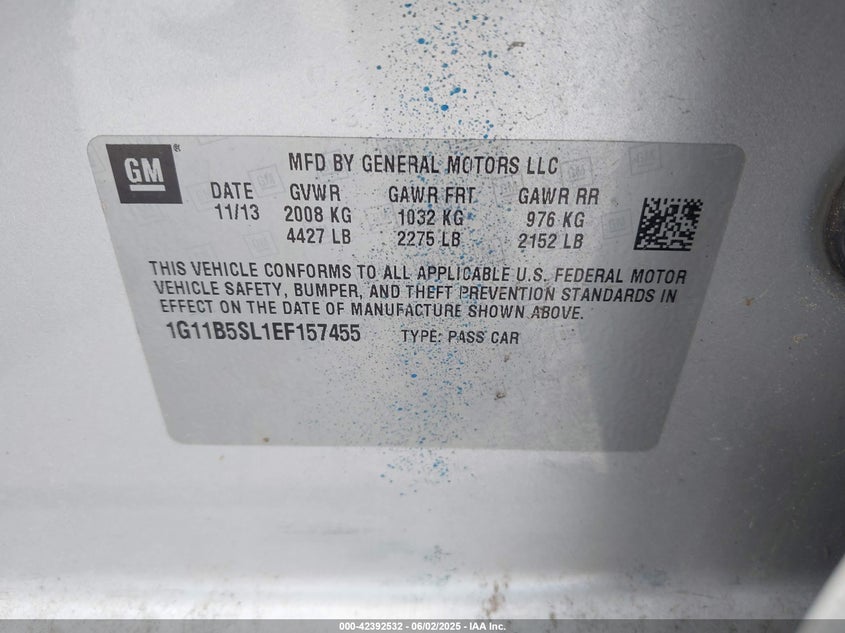 GM
MFD BY GENERAL MOTORS LLC
DATE GVWR GAWR FRT GAWR RR
11/13 2008 KG 1032 KG 976 KG
4427 LB 2275 LB 2152 LB
THIS VEHICLE CONFORMS TO ALL APPLICABLE U.S. FEDERAL MOTOR
VEHICLE SAFETY, BUMPER, AND THEFT PREVENTION STANDARDS IN
EFFECT ON THE DATE OF MANUFACTURE SHOWN ABOVE.
1G11B5SL1EF157455 TYPE: PASS CAR
000-42392532 - 06/02/2025 - IAA Inc.